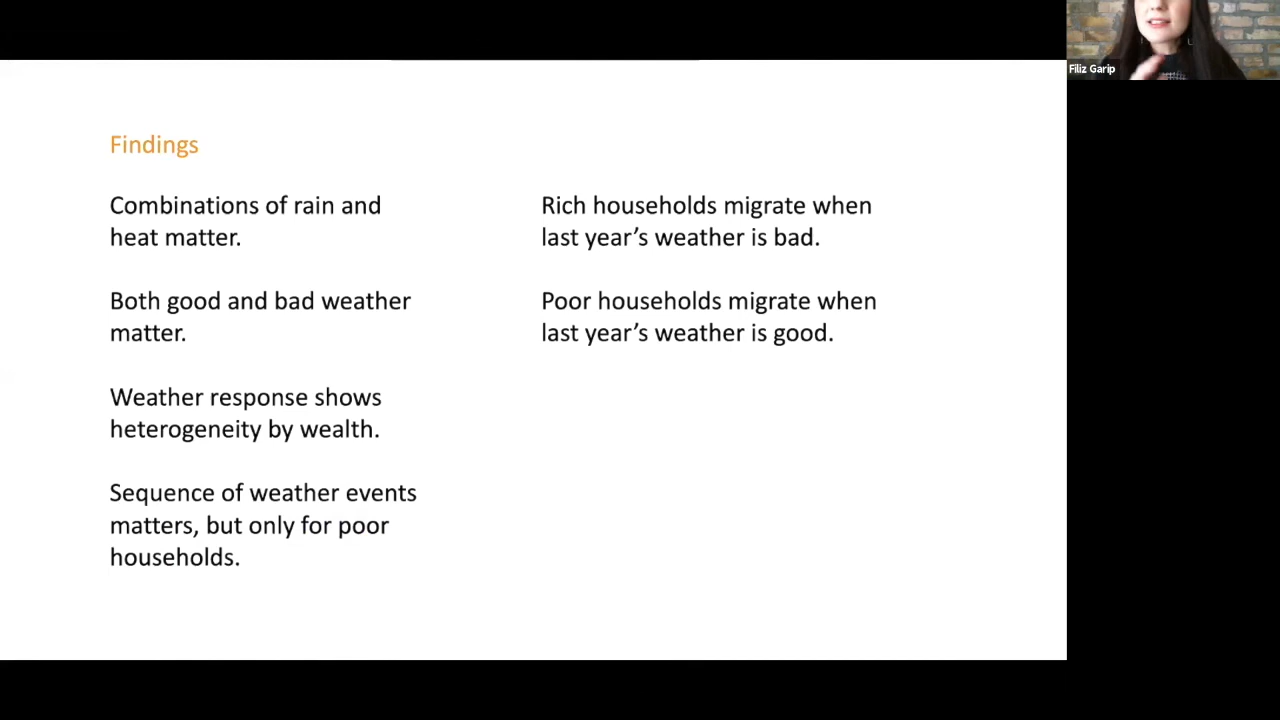 Filiz Garip
Findings
Combinations of rain and
heat matter.
Both good and bad weather
matter.
Weather response shows
heterogeneity by wealth.
Sequence of weather events
matters, but only for poor
households.
Rich households migrate when
last year’s weather is bad.
Poor households migrate when
last year’s weather is good.